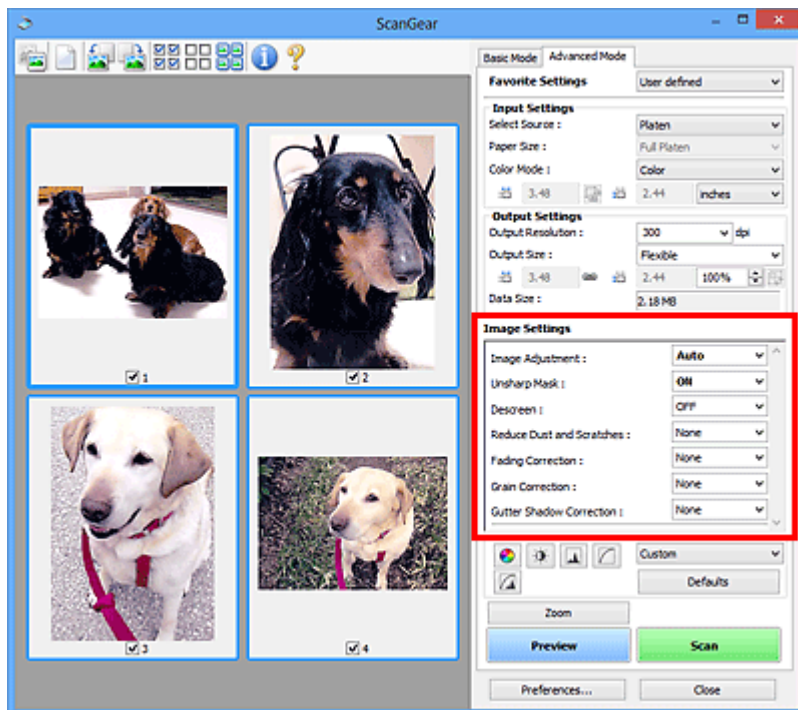 ScanGear
Basic Mode Advanced Mode
Favorite Settings User defined
Input Settings
Select Source : Platen
Paper Size : Full Platen
Color Mode : Color
3.48 2.44 inches
Output Settings
Output Resolution : 300 dpi
Output Size : Flexible
3.48 2.44 100%
Data Size : 2.18 MB
Image Settings
Image Adjustment : Auto
Unsharp Mask : ON
Descreen : OFF
Reduce Dust and Scratches : None
Fading Correction : None
Grain Correction : None
Gutter Shadow Correction : None
Custom
Defaults
Zoom
Preview Scan
Preferences... Close
1
2
3
4